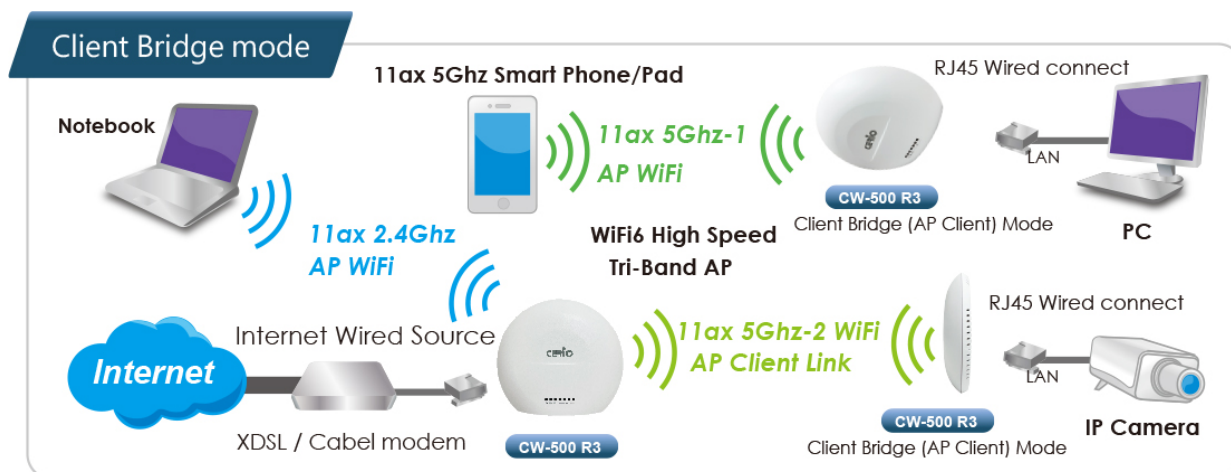 Client Bridge mode
11ax 5Ghz Smart Phone/Pad
RJ45 Wired connect
Notebook
11ax 5Ghz-1
AP WiFi
LAN
CW-500 R3
Client Bridge (AP Client) Mode
PC
11ax 2.4Ghz
AP WiFi
WiFi6 High Speed
Tri-Band AP
Internet Wired Source
Internet
XDSL / Cabel modem
CW-500 R3
11ax 5Ghz-2 WiFi
AP Client Link
RJ45 Wired connect
LAN
CW-500 R3
Client Bridge (AP Client) Mode
IP Camera